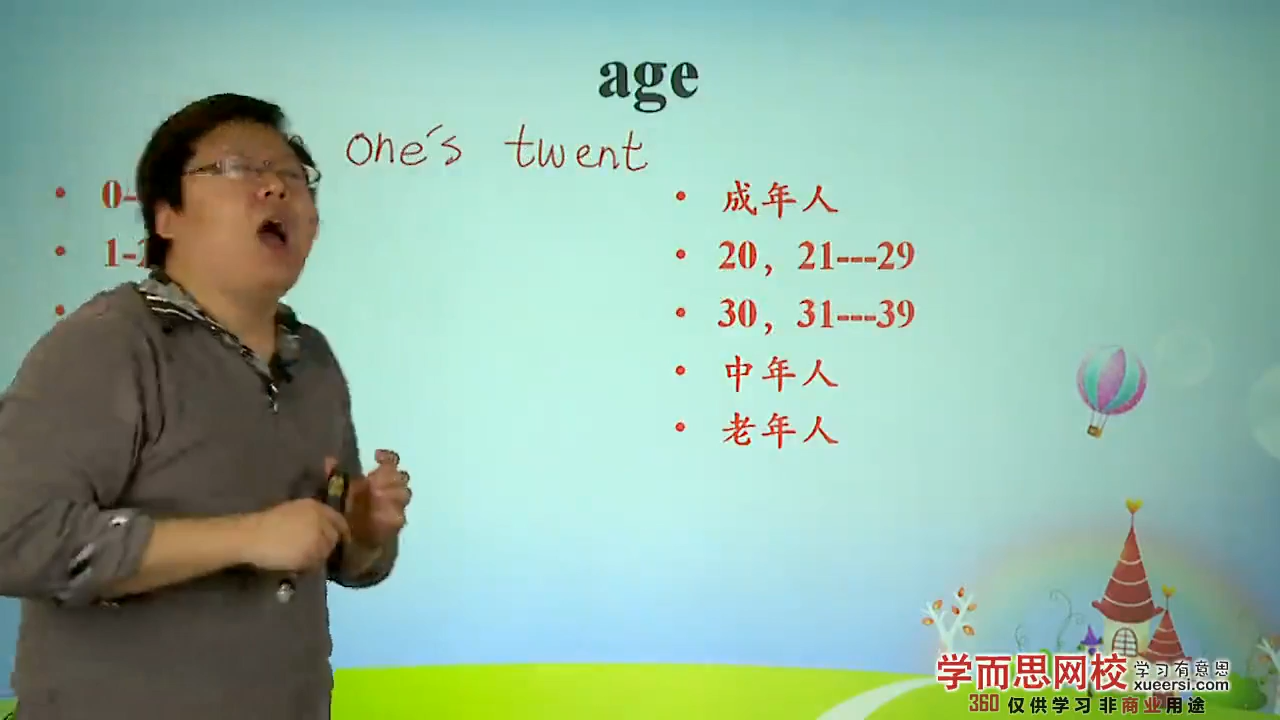 age
one's twent
0-
1-
成年人
20，21---29
30，31---39
中年人
老年人
学而思网校 学习有意思
xueersi.com
360 仅供学习 非商业用途